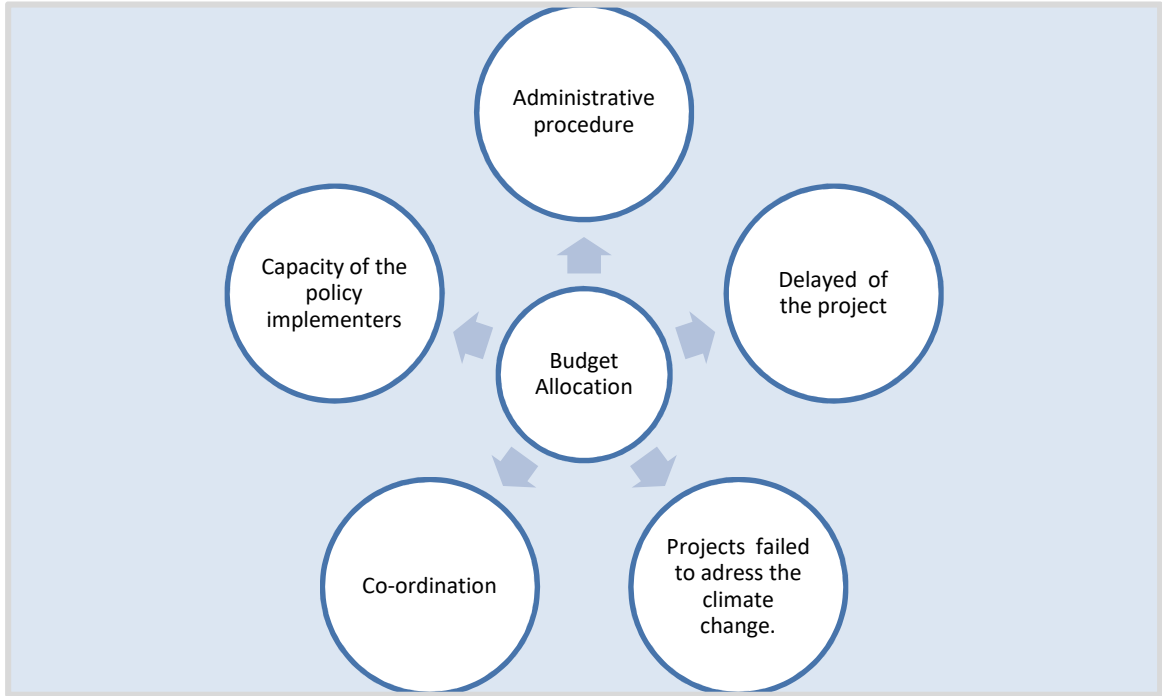 Administrative
procedure
Capacity of the
policy
implementers
Delayed of
the project
Budget
Allocation
Co-ordination
Projects failed
to adress the
climate
change.